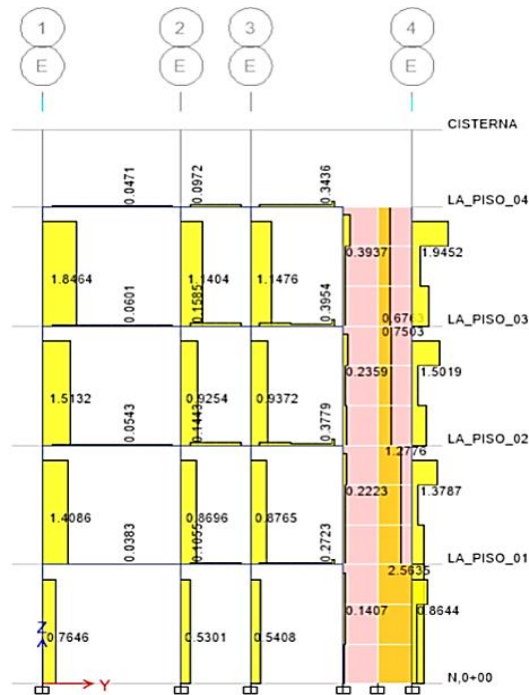 1 2 3 4
E E E E
CISTERNA
0.0471 0.0972 0.3436
LA_PISO_04
0.3937 1.9452
1.8464 1.1404 1.1476
0.0601 0.1585 0.3954
LA_PISO_03
0.7503
0.2359 1.5019
1.5132 0.9254 0.9372
0.0543 0.1443 0.3779
LA_PISO_02
1.2776
0.2223 1.3787
1.4086 0.8696 0.8765
0.0383 0.1055 0.2723
LA_PISO_01
2.5635
0.1407 0.8644
0.7646 0.5301 0.5408
Z
Y
N,0+00